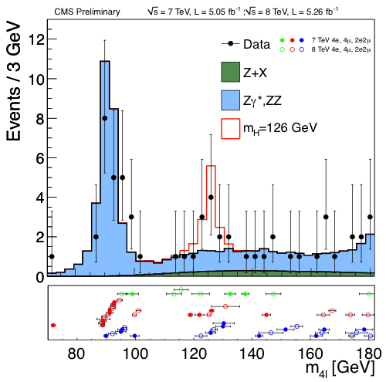 CMS Preliminary √s = 7 TeV, L = 5.05 fb⁻¹ ;√s = 8 TeV, L = 5.26 fb⁻¹
Events / 3 GeV
12
10
8
6
4
2
0
Data
Z+X
Zγ*,ZZ
m_H=126 GeV
7 TeV 4e, 4μ, 2e2μ
8 TeV 4e, 4μ, 2e2μ
80 100 120 140 160 180
m_4l [GeV]